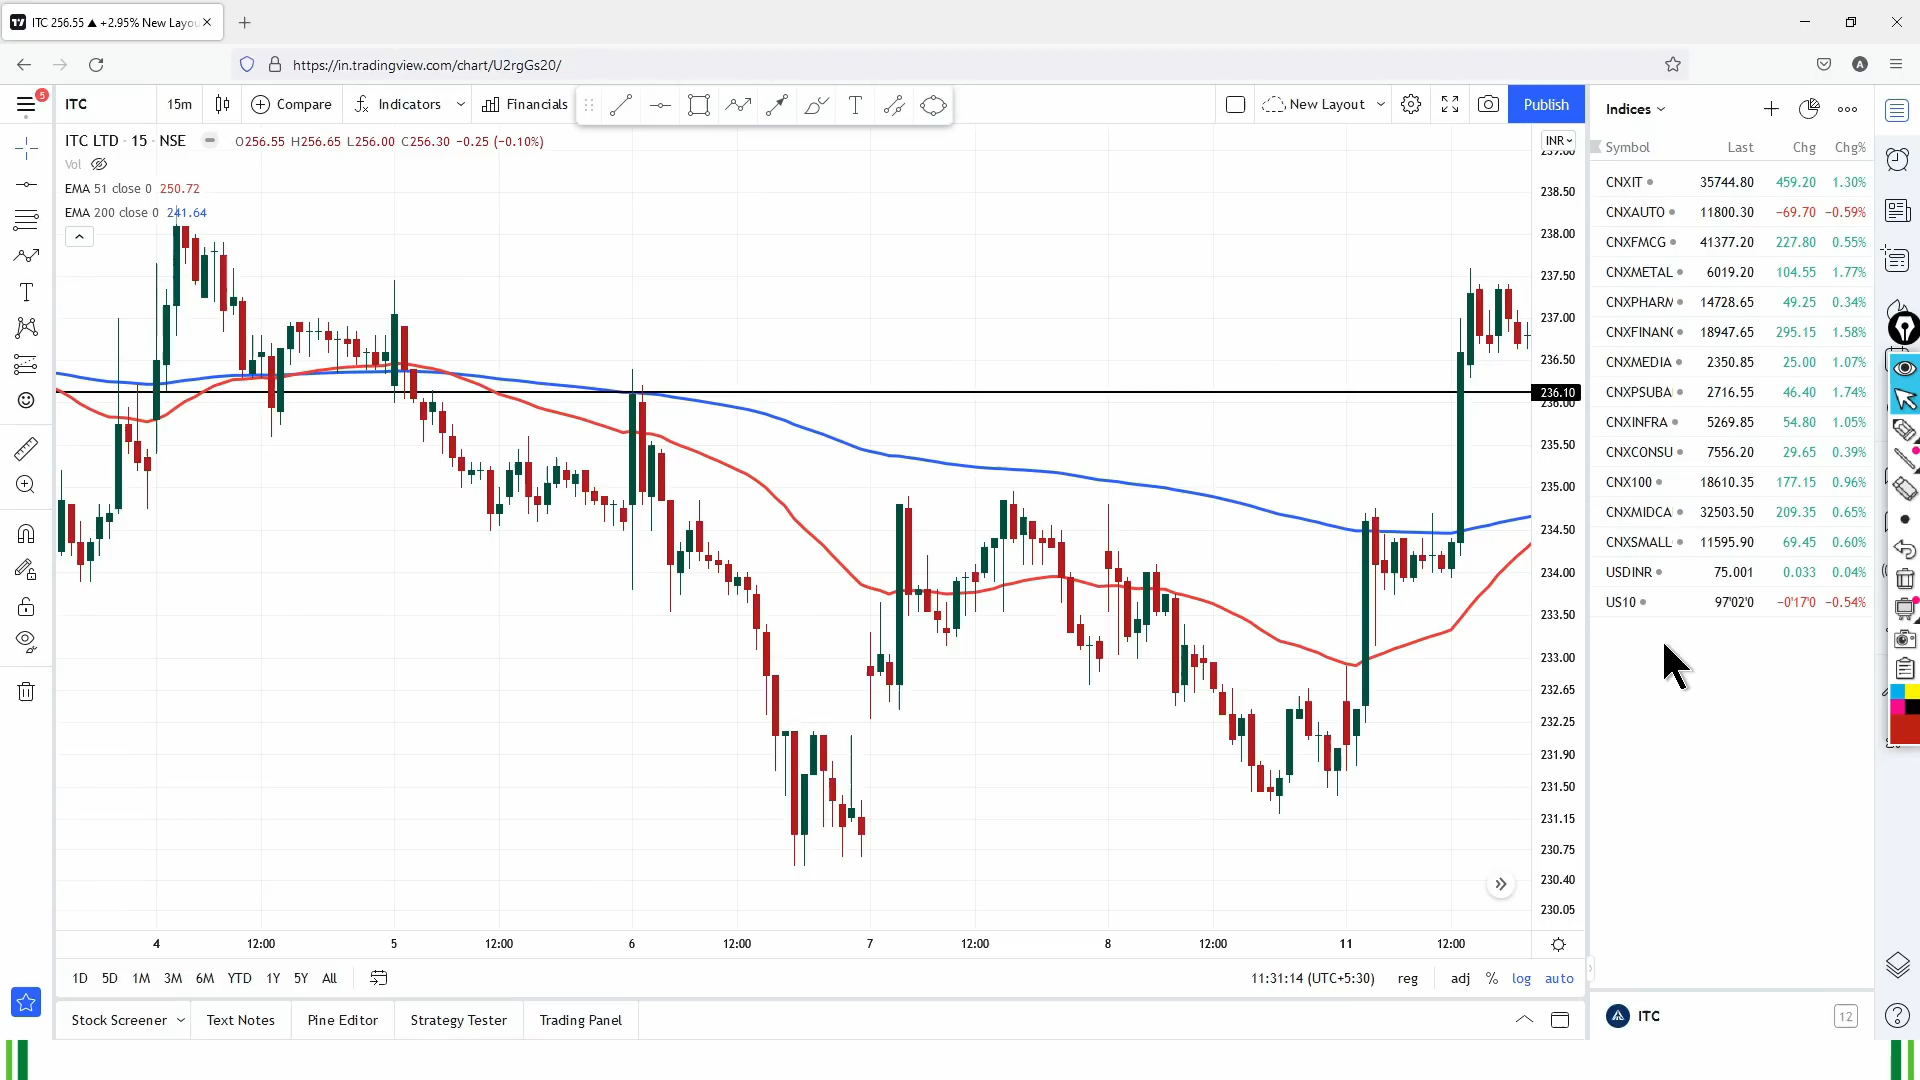 ITC 256.55 ▲ +2.95% New Layou
https://in.tradingview.com/chart/U2rgGs20/
5
ITC 15m Compare Indicators Financials New Layout Publish
ITC LTD · 15 · NSE O256.55 H256.65 L256.00 C256.30 −0.25 (−0.10%)
Vol
EMA 51 close 0 250.72
EMA 200 close 0 241.64
INR
239.00
238.50
238.00
237.50
237.00
236.50
236.10
236.00
235.50
235.00
234.50
234.00
233.50
233.00
232.65
232.25
231.90
231.50
231.15
230.75
230.40
230.05
4 12:00 5 12:00 6 12:00 7 12:00 8 12:00 11 12:00
1D 5D 1M 3M 6M YTD 1Y 5Y All 11:31:14 (UTC+5:30) reg adj % log auto
Stock Screener Text Notes Pine Editor Strategy Tester Trading Panel
Indices
Symbol Last Chg Chg%
CNXIT 35744.80 459.20 1.30%
CNXAUTO 11800.30 −69.70 −0.59%
CNXFMCG 41377.20 227.80 0.55%
CNXMETAL 6019.20 104.55 1.77%
CNXPHARM 14728.65 49.25 0.34%
CNXFINANC 18947.65 295.15 1.58%
CNXMEDIA 2350.85 25.00 1.07%
CNXPSUBA 2716.55 46.40 1.74%
CNXINFRA 5269.85 54.80 1.05%
CNXCONSU 7556.20 29.65 0.39%
CNX100 18610.35 177.15 0.96%
CNXMIDCA 32503.50 209.35 0.65%
CNXSMALL 11595.90 69.45 0.60%
USDINR 75.001 0.033 0.04%
US10 97'02'0 −0'17'0 −0.54%
ITC 12